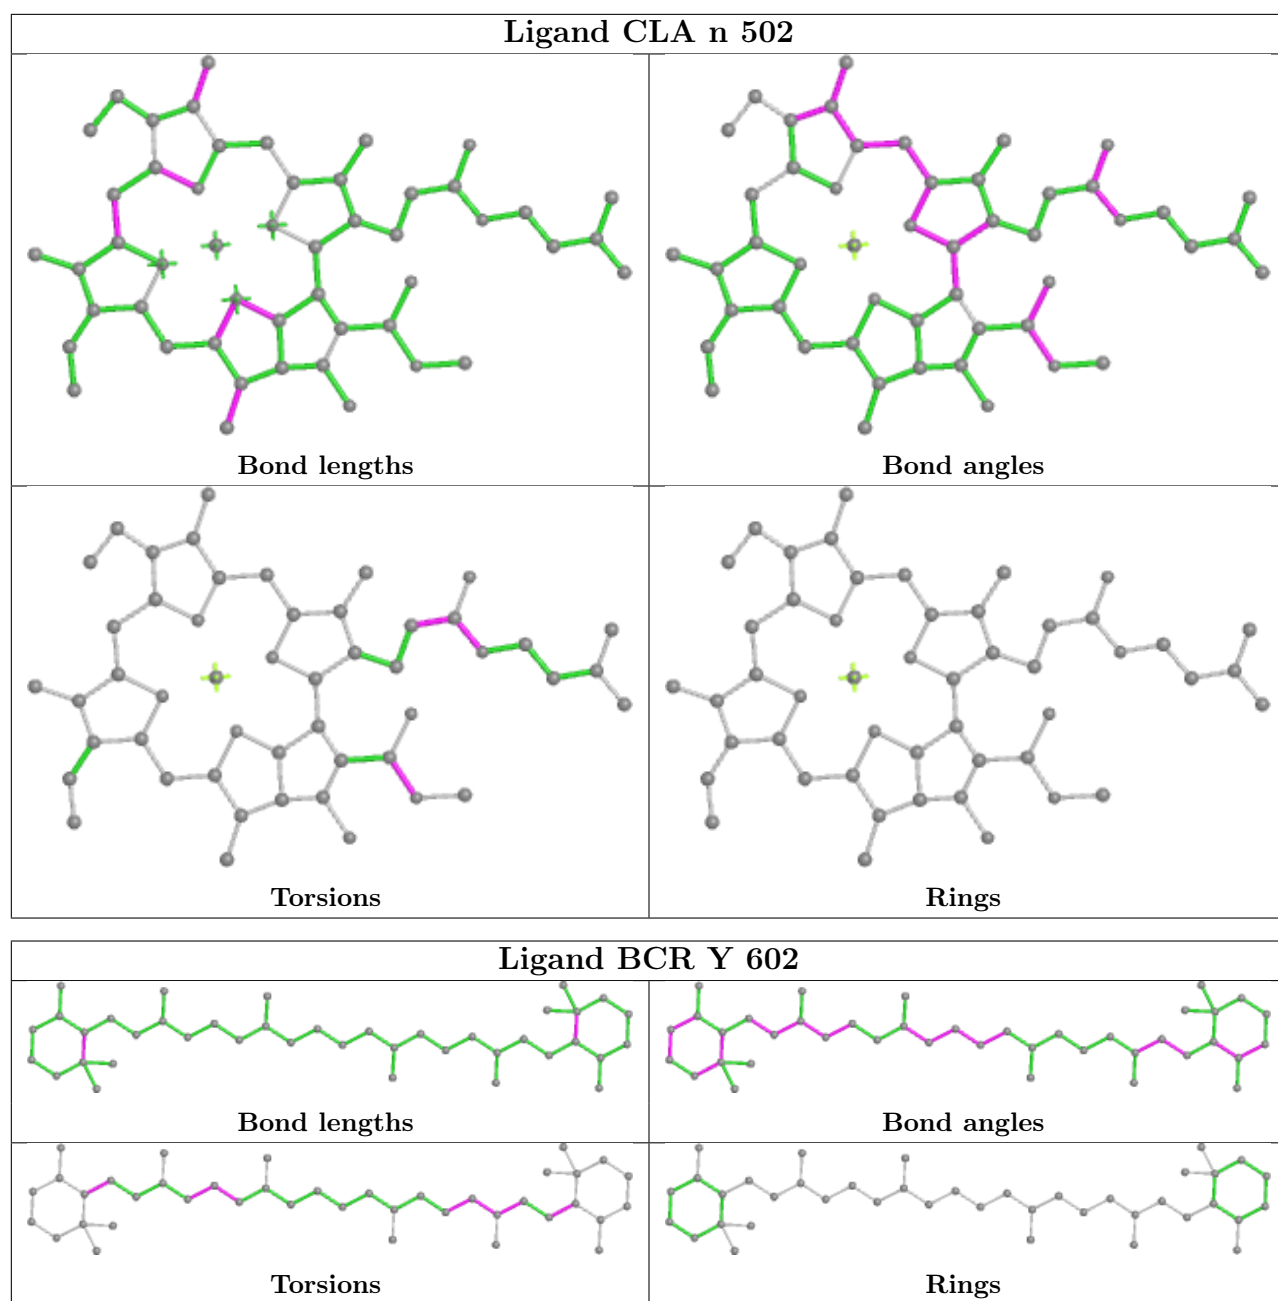 Ligand CLA n 502
Bond lengths
Bond angles
Torsions
Rings
Ligand BCR Y 602
Bond lengths
Bond angles
Torsions
Rings